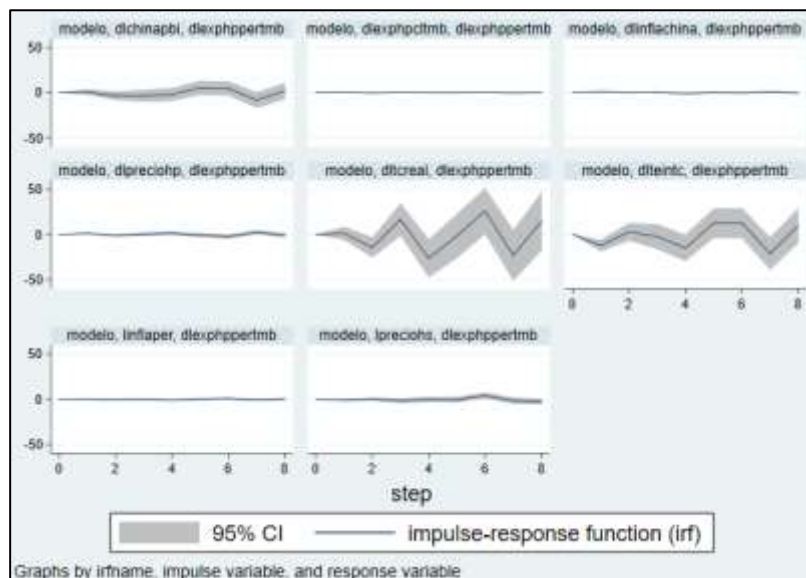 modelo, dlchinapbi, dlexphppertmb
modelo, dlexphpcltmb, dlexphppertmb
modelo, dlinflachina, dlexphppertmb
50
0
-50
modelo, dlpreciohp, dlexphppertmb
modelo, dltcreal, dlexphppertmb
modelo, dlteintc, dlexphppertmb
50
0
-50
0 2 4 6 8
modelo, linflaper, dlexphppertmb
modelo, lpreciohs, dlexphppertmb
50
0
-50
0 2 4 6 8
0 2 4 6 8
step
95% CI
impulse-response function (irf)
Graphs by irfname, impulse variable, and response variable